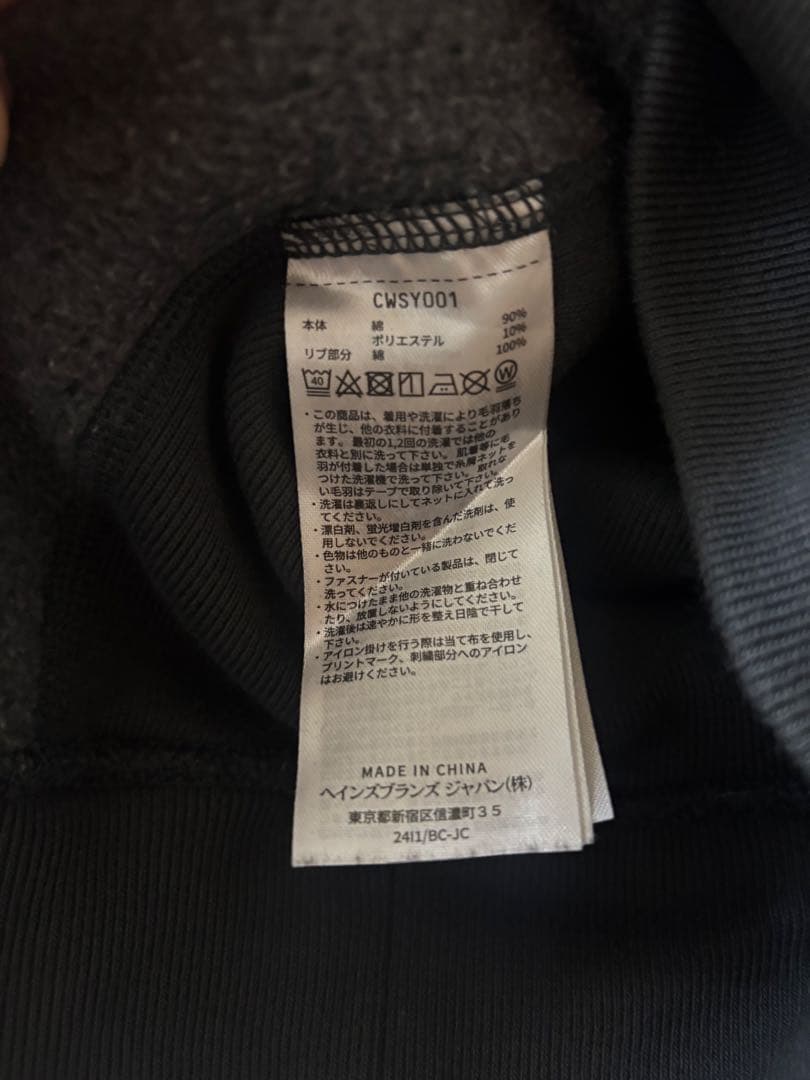 CWSY001
本体 綿 90%
ポリエステル 10%
リブ部分 綿 100%
40 W
・この商品は、着用や洗濯により毛羽落ち
が生じ、他の衣料に付着することがあり
ます。最初の1,2回の洗濯では他の
衣料と別に洗って下さい。肌着等に毛
羽が付着した場合は単独で糸屑ネットを
つけた洗濯機で洗って下さい。取れな
い毛羽はテープで取り除いて下さい。
・洗濯は裏返しにしてネットに入れて洗っ
てください。
・漂白剤、蛍光増白剤を含んだ洗剤は、使
用しないでください。
・色物は他のものと一緒に洗わないでくだ
さい。
・ファスナーが付いている製品は、閉じて
洗ってください。
・水につけたまま他の洗濯物と重ね合わせ
たり、放置しないようにしてください。
・洗濯後は速やかに形を整え日陰で干して
下さい。
・アイロン掛けを行う際は当て布を使用し、
プリントマーク、刺繍部分へのアイロン
はお避けください。
MADE IN CHINA
ヘインズブランズ ジャパン(株)
東京都新宿区信濃町35
24I1/BC-JC